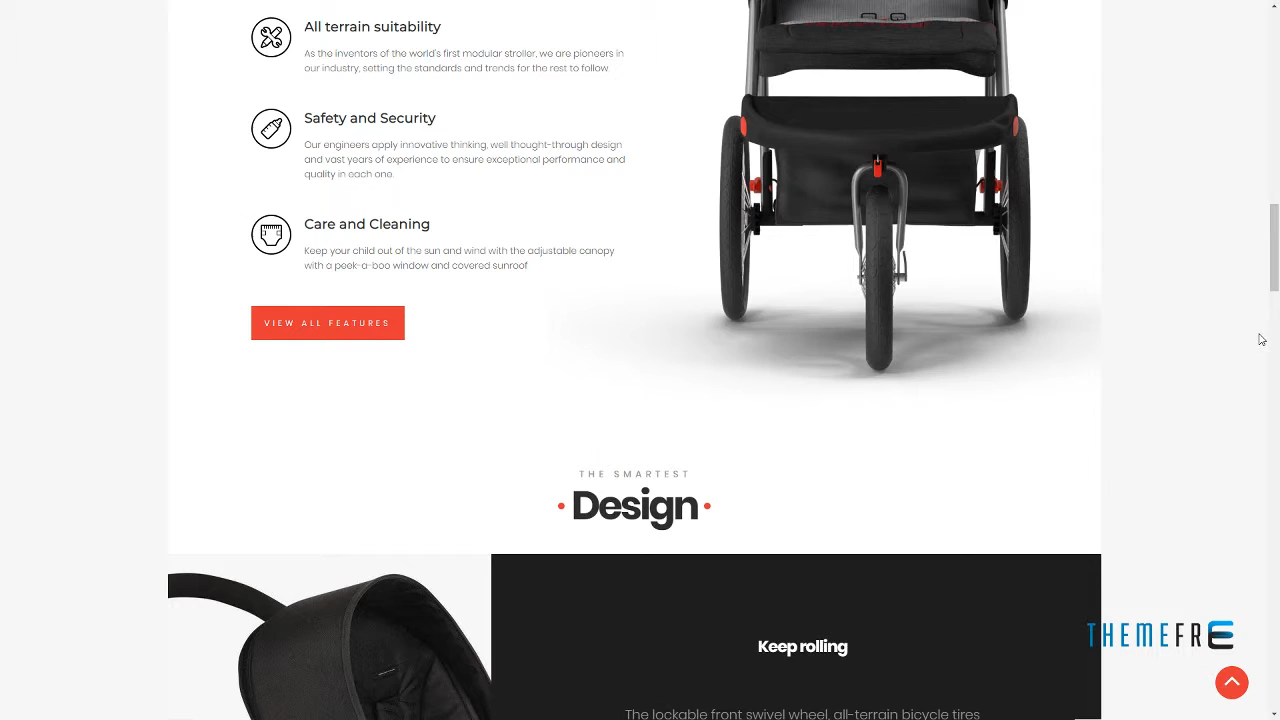 All terrain suitability
As the inventors of the world's first modular stroller, we are pioneers in
our industry, setting the standards and trends for the rest to follow.
Safety and Security
Our engineers apply innovative thinking, well thought-through design
and vast years of experience to ensure exceptional performance and
quality in each one.
Care and Cleaning
Keep your child out of the sun and wind with the adjustable canopy
with a peek-a-boo window and covered sunroof
VIEW ALL FEATURES
THE SMARTEST
Design
Keep rolling
The lockable front swivel wheel, all-terrain bicycle tires
THEMEFRE